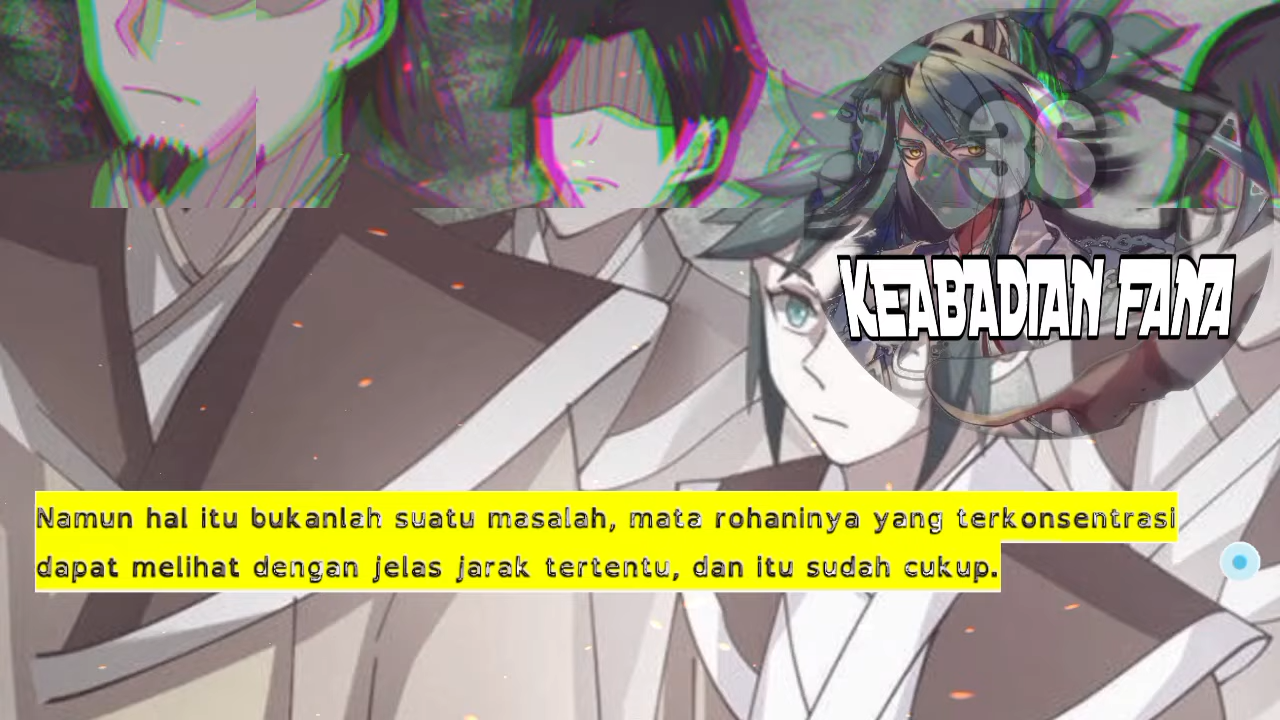 36
KEABADIAN FANA
Namun hal itu bukanlah suatu masalah, mata rohaninya yang terkonsentrasi
dapat melihat dengan jelas jarak tertentu, dan itu sudah cukup.